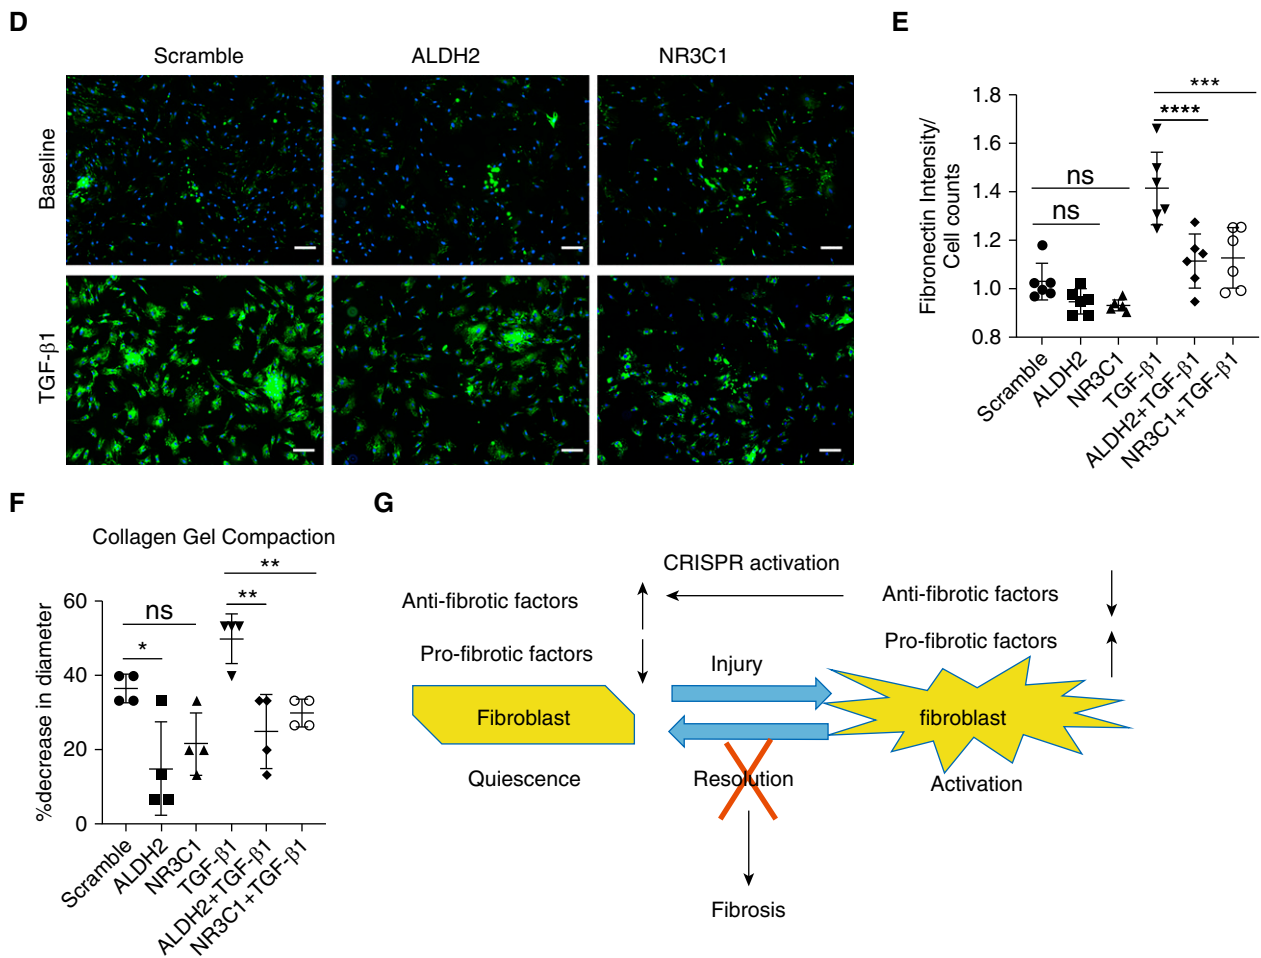 D
Scramble
ALDH2
NR3C1
Baseline
TGF-β1
E
Fibronectin Intensity/
Cell counts
1.8
1.6
1.4
1.2
1.0
0.8
***
****
ns
ns
Scramble
ALDH2
NR3C1
TGF-β1
ALDH2+TGF-β1
NR3C1+TGF-β1
F
Collagen Gel Compaction
%decrease in diameter
60
40
20
0
**
**
ns
*
Scramble
ALDH2
NR3C1
TGF-β1
ALDH2+TGF-β1
NR3C1+TGF-β1
G
CRISPR activation
Anti-fibrotic factors
Anti-fibrotic factors
Pro-fibrotic factors
Pro-fibrotic factors
Injury
Fibroblast
fibroblast
Quiescence
Resolution
Activation
Fibrosis